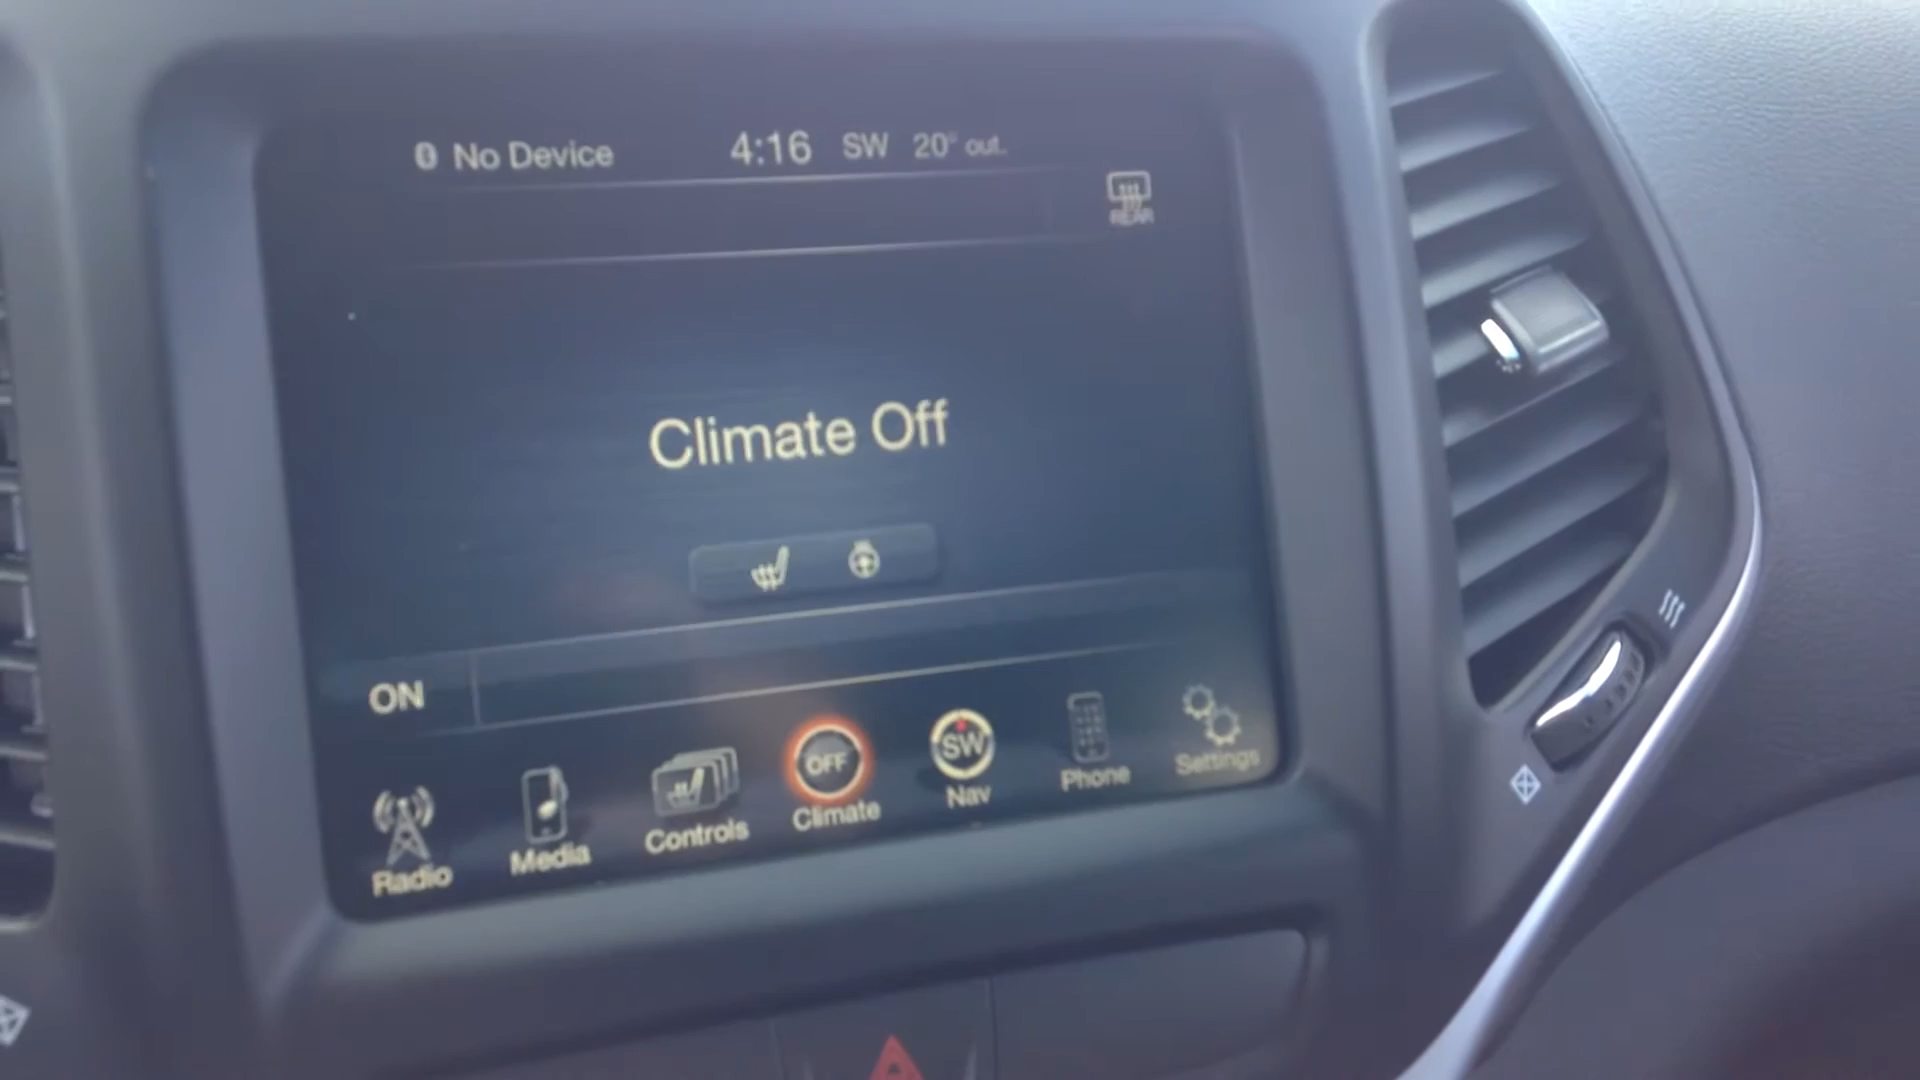 No Device 4:16 SW 20° out.
REAR
Climate Off
ON
OFF
SW
Radio Media Controls Climate Nav Phone Settings